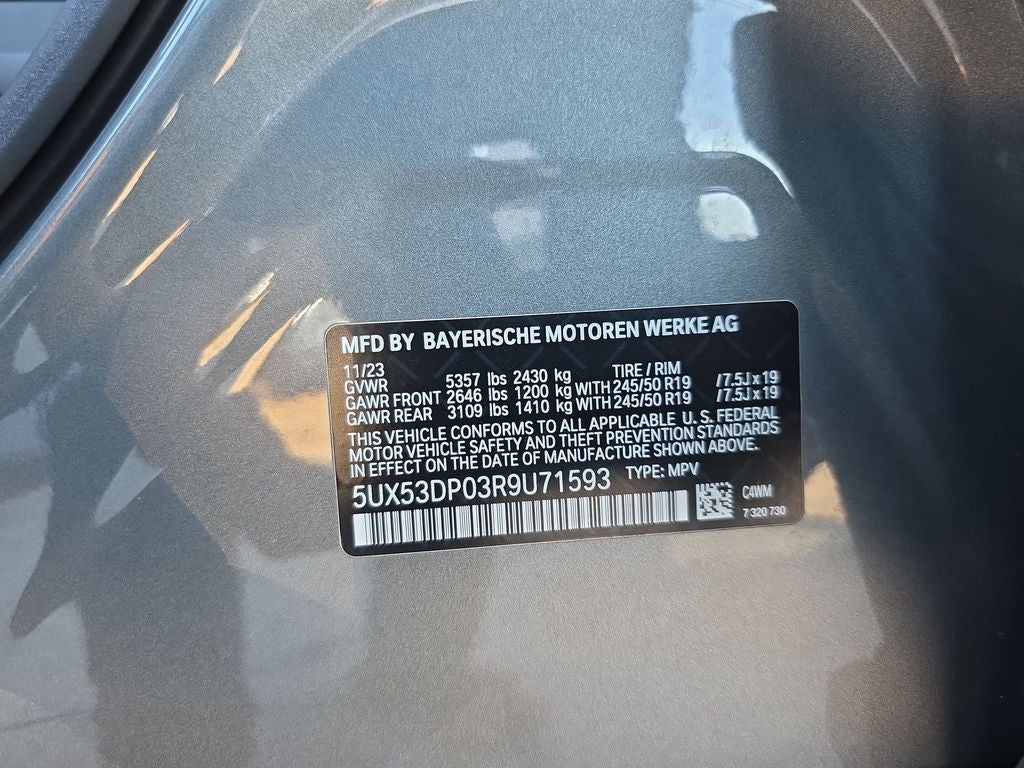 MFD BY BAYERISCHE MOTOREN WERKE AG
11/23 TIRE / RIM
GVWR 5357 lbs 2430 kg
GAWR FRONT 2646 lbs 1200 kg WITH 245/50 R19 /7.5J x 19
GAWR REAR 3109 lbs 1410 kg WITH 245/50 R19 /7.5J x 19
THIS VEHICLE CONFORMS TO ALL APPLICABLE U. S. FEDERAL
MOTOR VEHICLE SAFETY AND THEFT PREVENTION STANDARDS
IN EFFECT ON THE DATE OF MANUFACTURE SHOWN ABOVE.
5UX53DP03R9U71593 TYPE: MPV
C4WM
7 320 730